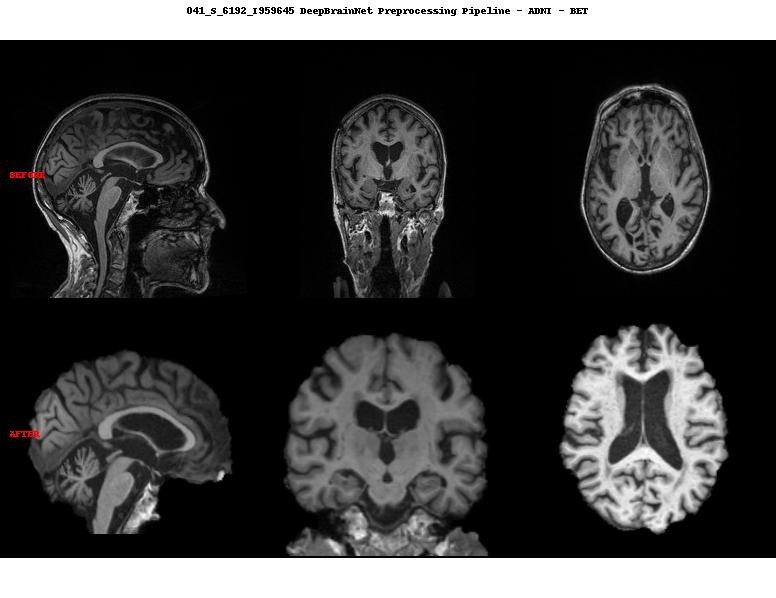 041_S_6192_I959645 DeepBrainNet Preprocessing Pipeline - ADNI - BET
BEFORE
AFTER